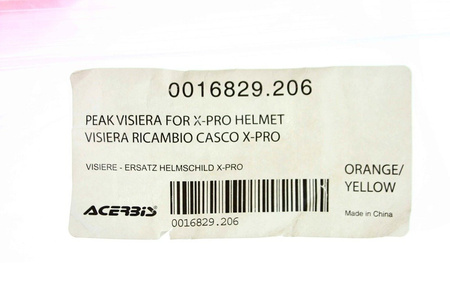 0016829.206
PEAK VISIERA FOR X-PRO HELMET
VISIERA RICAMBIO CASCO X-PRO
VISIERE - ERSATZ HELMSCHILD X-PRO
ORANGE/
YELLOW
ACERBIS
0016829.206
Made in China